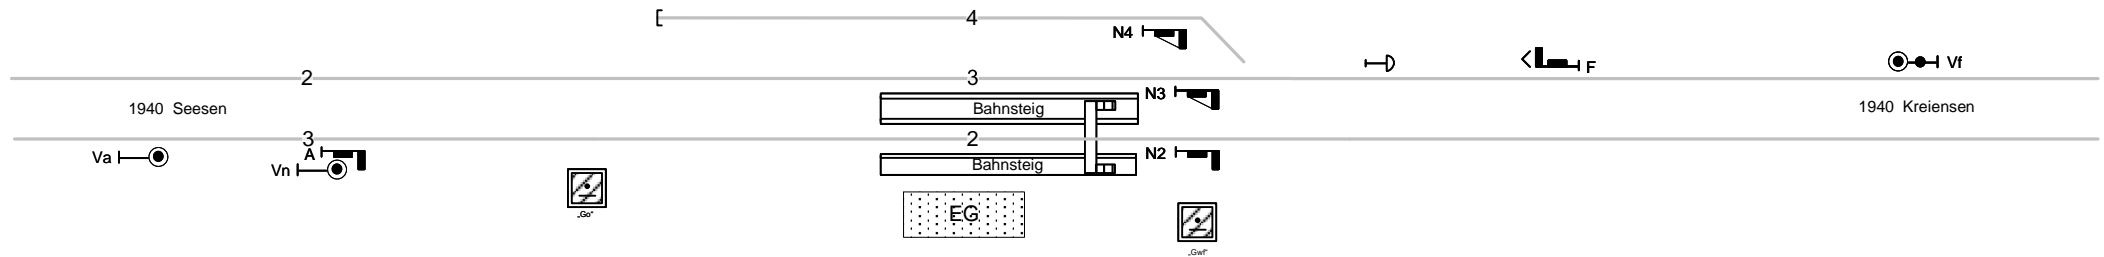 4
N4
F
Vf
2
3
1940 Seesen
Bahnsteig
N3
1940 Kreiensen
3
2
A
Va
Vn
Bahnsteig
N2
„Go“
EG
„Gwf“